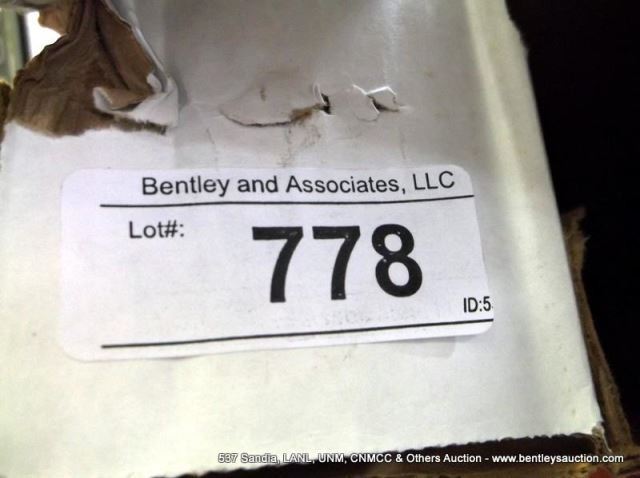 Bentley and Associates, LLC
Lot#:
778
ID:5
537 Sandia, LANL, UNM, CNMCC & Others Auction - www.bentleysauction.com